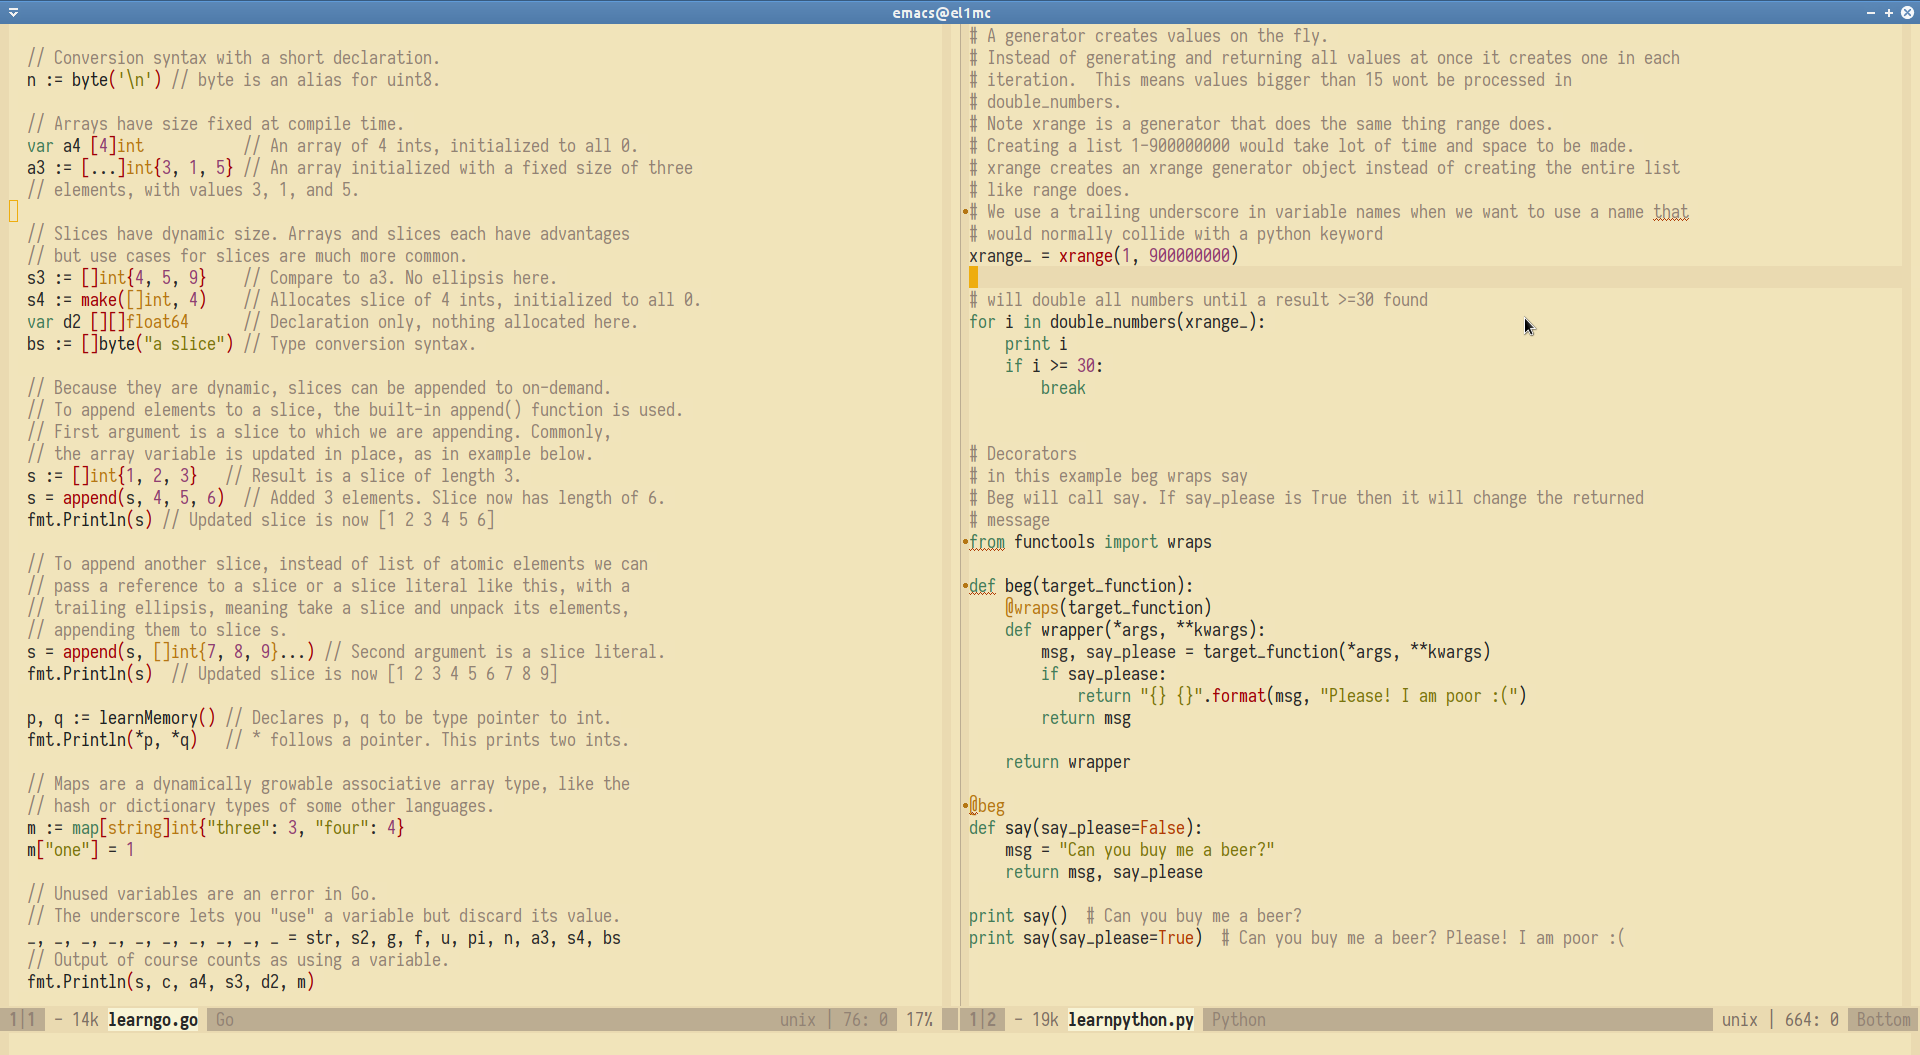 emacs@el1mc
// Conversion syntax with a short declaration.
n := byte('\n') // byte is an alias for uint8.
// Arrays have size fixed at compile time.
var a4 [4]int           // An array of 4 ints, initialized to all 0.
a3 := [...]int{3, 1, 5} // An array initialized with a fixed size of three
// elements, with values 3, 1, and 5.
// Slices have dynamic size. Arrays and slices each have advantages
// but use cases for slices are much more common.
s3 := []int{4, 5, 9}    // Compare to a3. No ellipsis here.
s4 := make([]int, 4)    // Allocates slice of 4 ints, initialized to all 0.
var d2 [][]float64      // Declaration only, nothing allocated here.
bs := []byte("a slice") // Type conversion syntax.
// Because they are dynamic, slices can be appended to on-demand.
// To append elements to a slice, the built-in append() function is used.
// First argument is a slice to which we are appending. Commonly,
// the array variable is updated in place, as in example below.
s := []int{1, 2, 3}   // Result is a slice of length 3.
s = append(s, 4, 5, 6)  // Added 3 elements. Slice now has length of 6.
fmt.Println(s) // Updated slice is now [1 2 3 4 5 6]
// To append another slice, instead of list of atomic elements we can
// pass a reference to a slice or a slice literal like this, with a
// trailing ellipsis, meaning take a slice and unpack its elements,
// appending them to slice s.
s = append(s, []int{7, 8, 9}...) // Second argument is a slice literal.
fmt.Println(s)  // Updated slice is now [1 2 3 4 5 6 7 8 9]
p, q := learnMemory() // Declares p, q to be type pointer to int.
fmt.Println(*p, *q)   // * follows a pointer. This prints two ints.
// Maps are a dynamically growable associative array type, like the
// hash or dictionary types of some other languages.
m := map[string]int{"three": 3, "four": 4}
m["one"] = 1
// Unused variables are an error in Go.
// The underscore lets you "use" a variable but discard its value.
_, _, _, _, _, _, _, _, _, _ = str, s2, g, f, u, pi, n, a3, s4, bs
// Output of course counts as using a variable.
fmt.Println(s, c, a4, s3, d2, m)
1|1 - 14k learngo.go Go unix | 76: 0 17%
# A generator creates values on the fly.
# Instead of generating and returning all values at once it creates one in each
# iteration.  This means values bigger than 15 wont be processed in
# double_numbers.
# Note xrange is a generator that does the same thing range does.
# Creating a list 1-900000000 would take lot of time and space to be made.
# xrange creates an xrange generator object instead of creating the entire list
# like range does.
# We use a trailing underscore in variable names when we want to use a name that
# would normally collide with a python keyword
xrange_ = xrange(1, 900000000)
# will double all numbers until a result >=30 found
for i in double_numbers(xrange_):
    print i
    if i >= 30:
        break
# Decorators
# in this example beg wraps say
# Beg will call say. If say_please is True then it will change the returned
# message
from functools import wraps
def beg(target_function):
    @wraps(target_function)
    def wrapper(*args, **kwargs):
        msg, say_please = target_function(*args, **kwargs)
        if say_please:
            return "{} {}".format(msg, "Please! I am poor :(")
        return msg
    return wrapper
@beg
def say(say_please=False):
    msg = "Can you buy me a beer?"
    return msg, say_please
print say()  # Can you buy me a beer?
print say(say_please=True)  # Can you buy me a beer? Please! I am poor :(
1|2 - 19k learnpython.py Python unix | 664: 0 Bottom